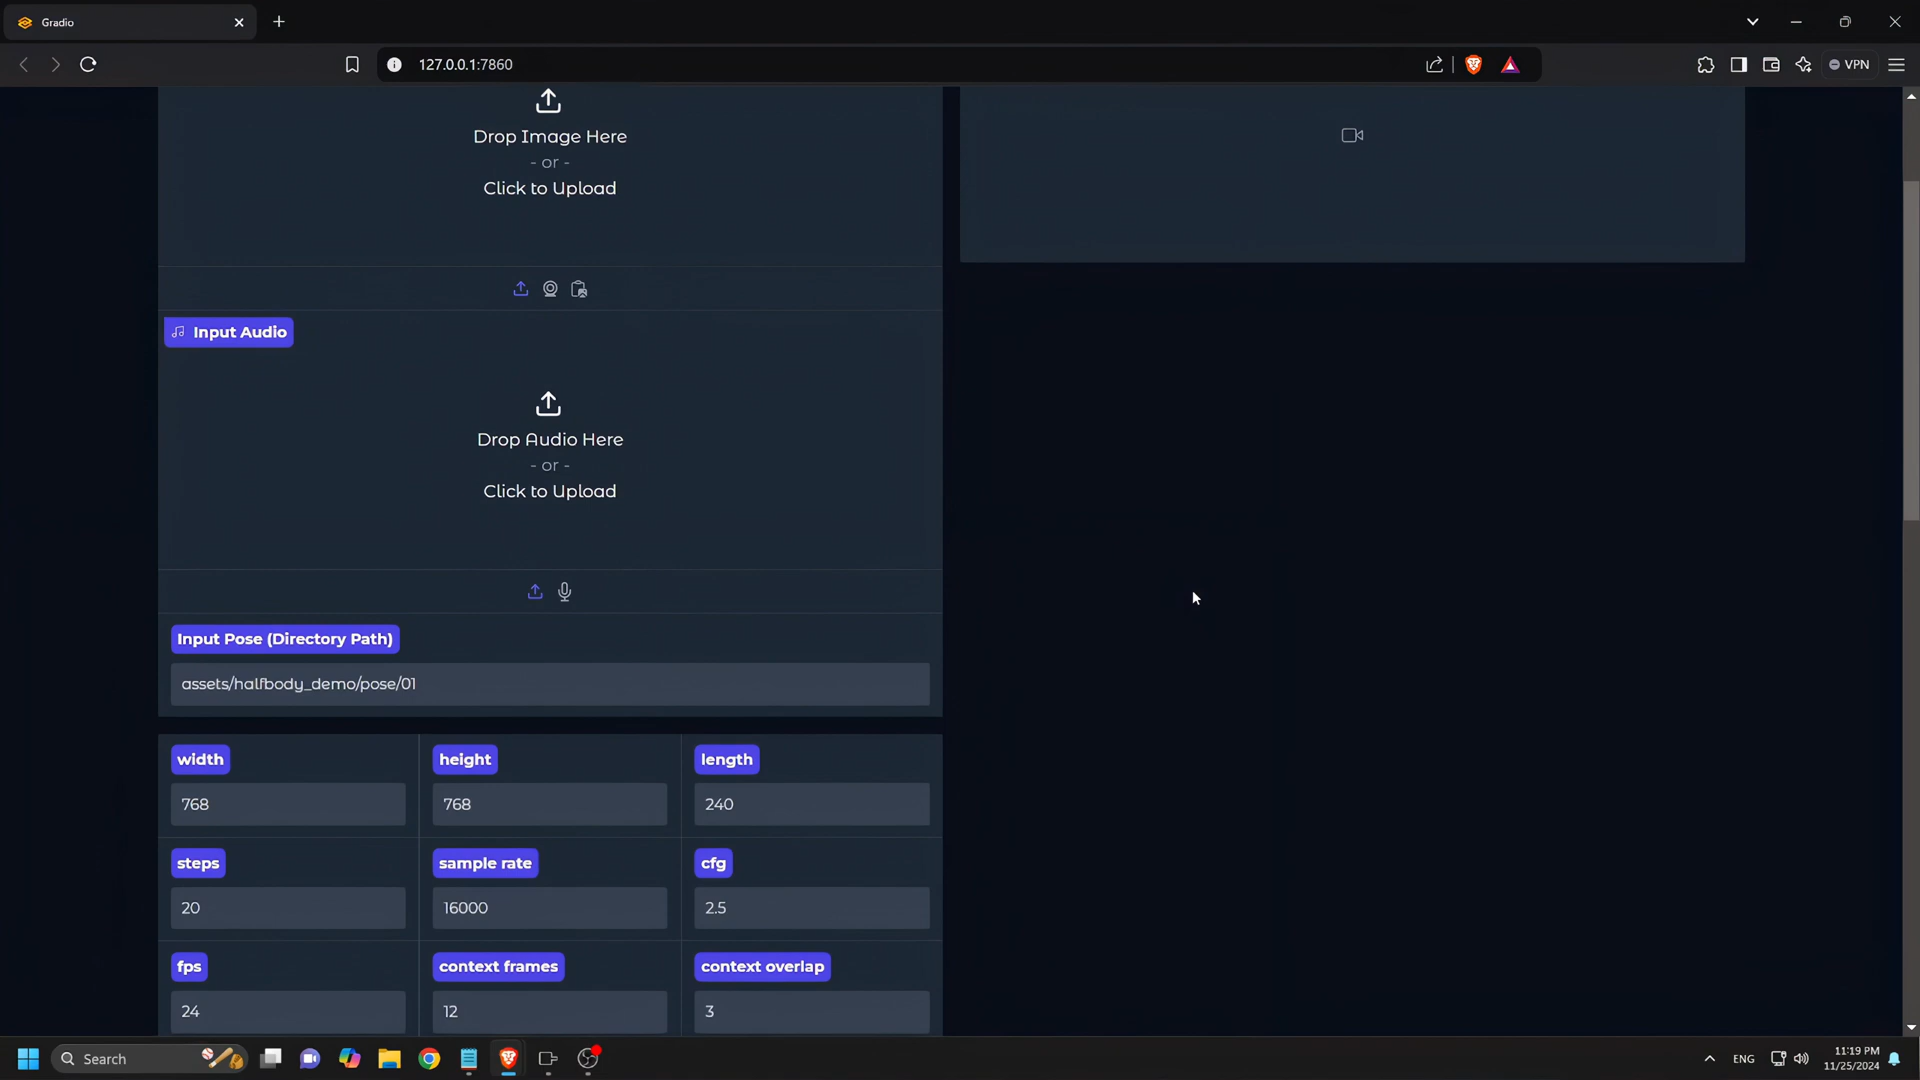 Gradio
127.0.0.1:7860
VPN
Drop Image Here
- or -
Click to Upload
Input Audio
Drop Audio Here
- or -
Click to Upload
Input Pose (Directory Path)
assets/halfbody_demo/pose/01
width
height
length
768
768
240
steps
sample rate
cfg
20
16000
2.5
fps
context frames
context overlap
24
12
3
Search
ENG
11:19 PM
11/25/2024